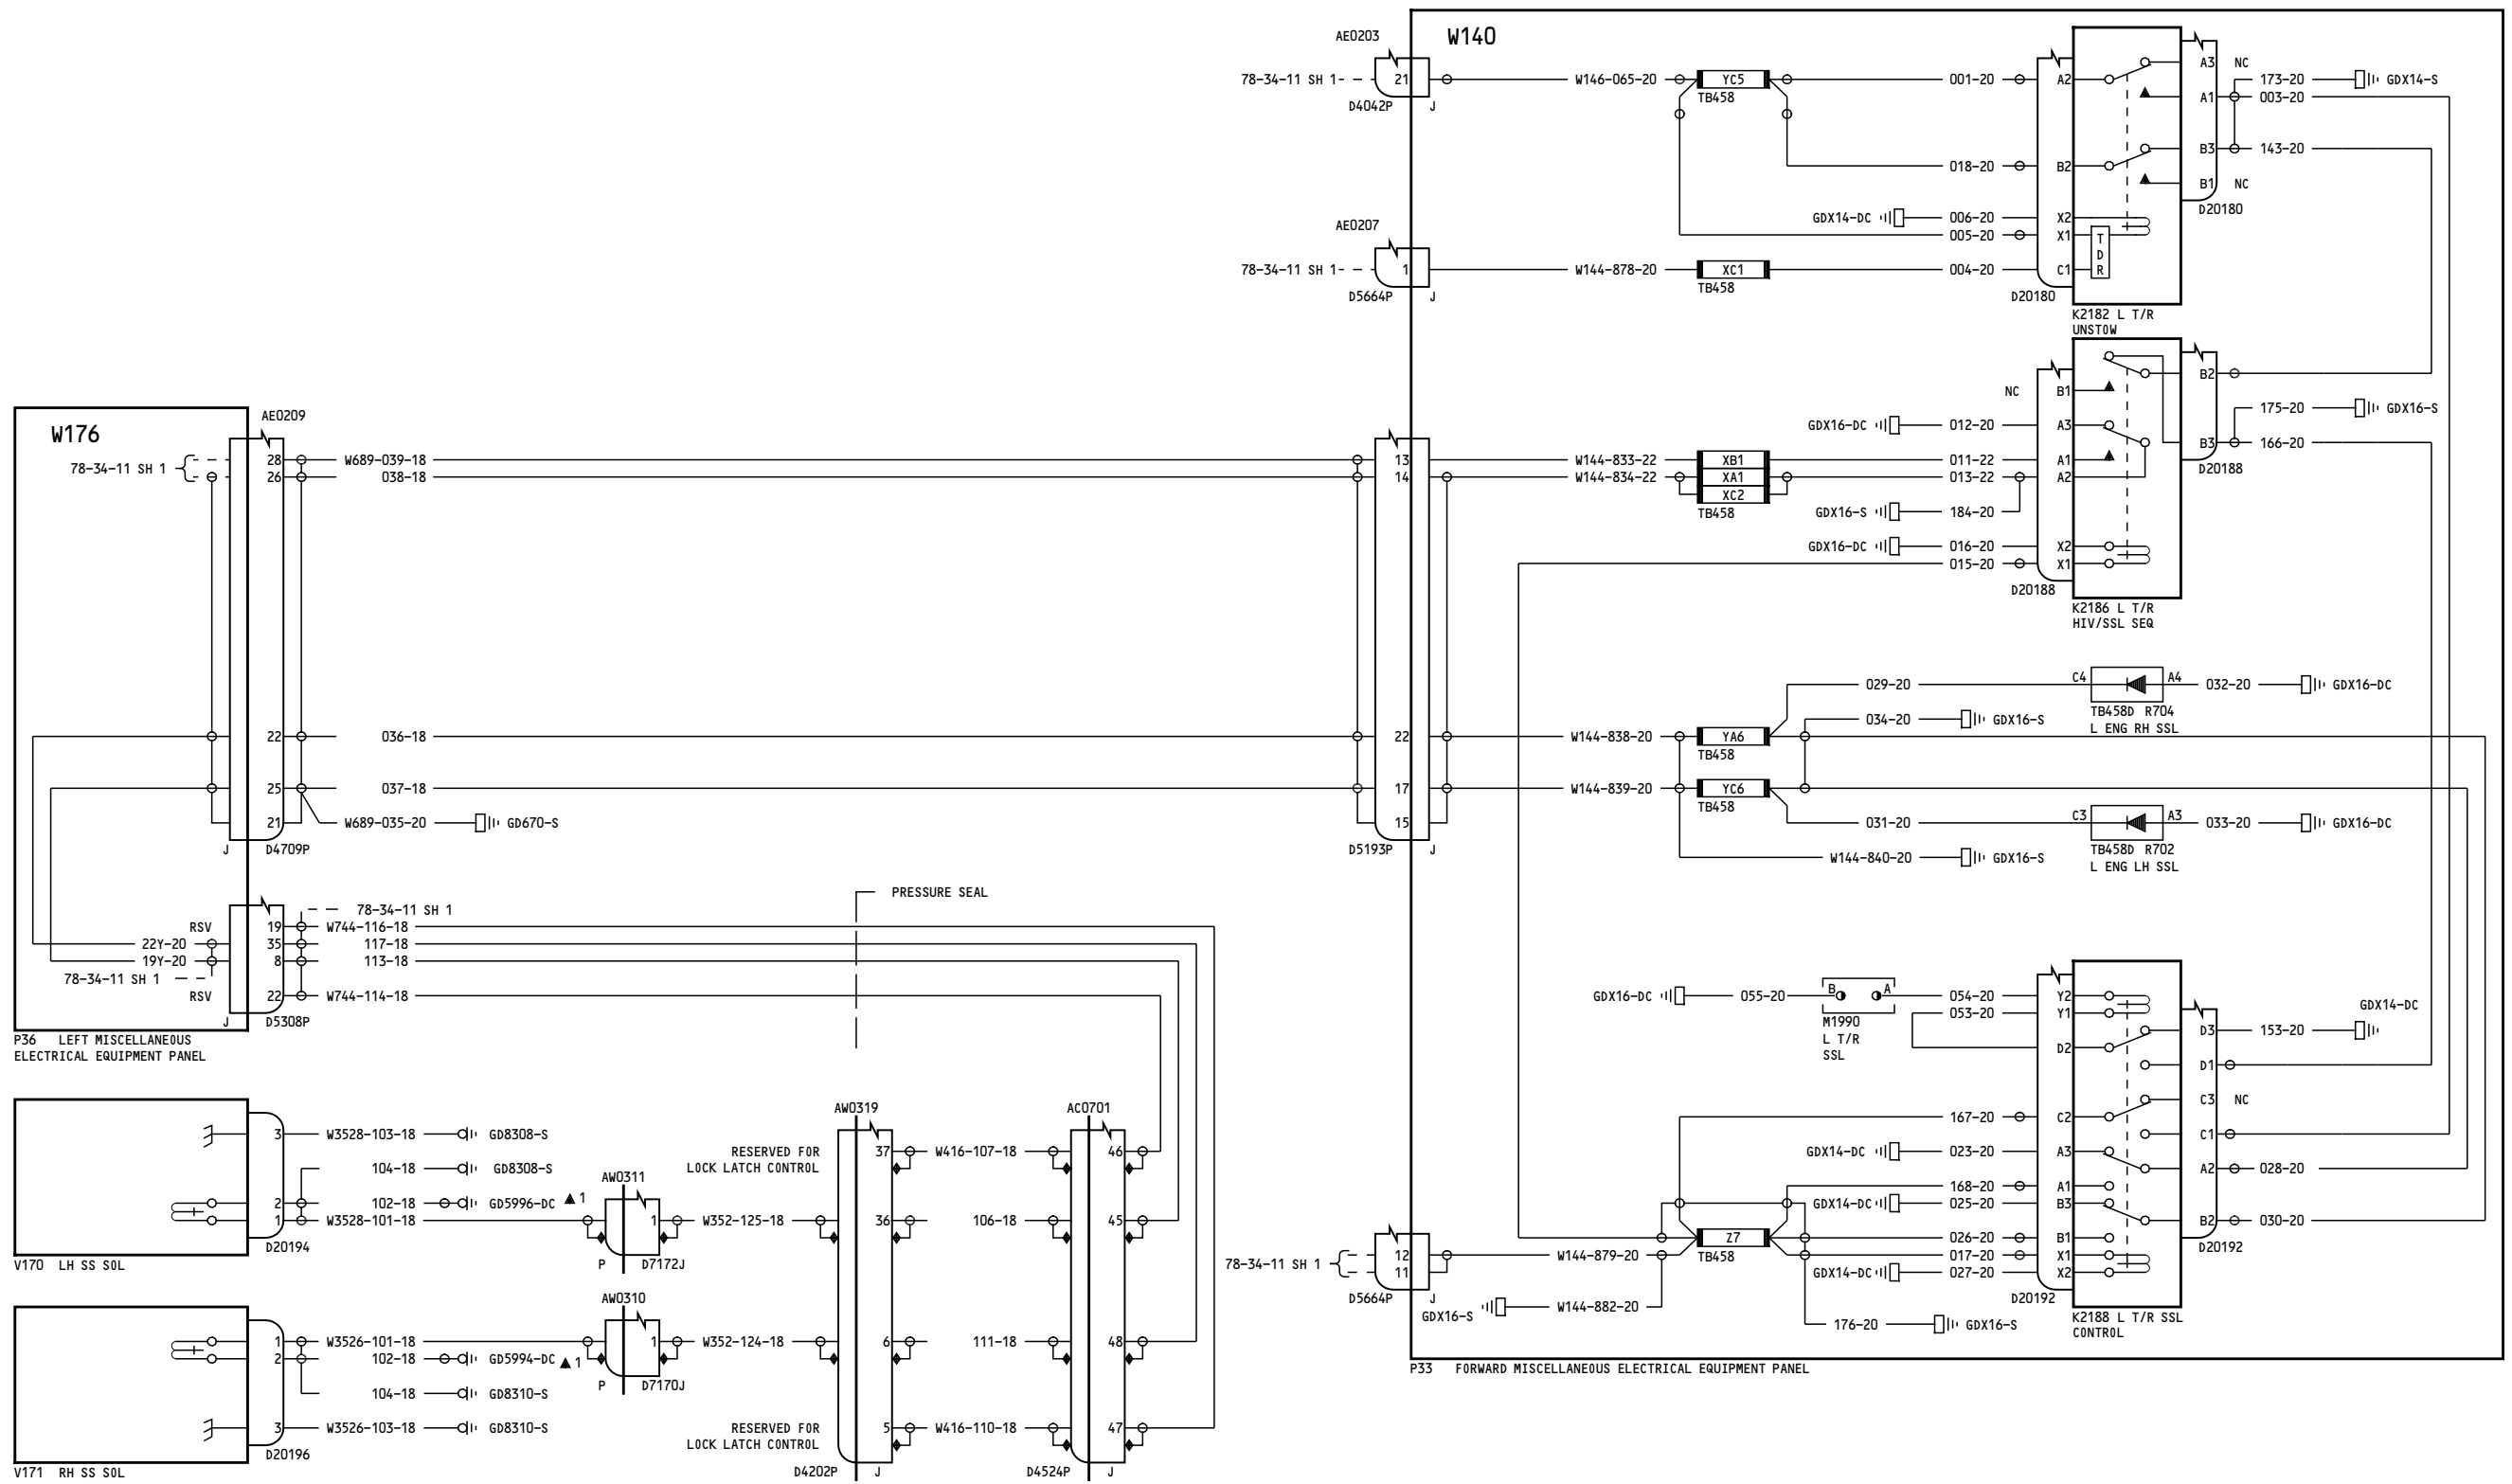 AE0203
W140
78-34-11 SH 1
21
D4042P
J
W146-065-20
YC5
TB458
001-20
A2
A3
NC
173-20
GDX14-S
A1
003-20
018-20
B2
B3
143-20
B1
NC
D20180
GDX14-DC
006-20
X2
005-20
X1
TDR
AE0207
78-34-11 SH 1
1
D5664P
J
W144-878-20
XC1
TB458
004-20
C1
D20180
K2182 L T/R
UNSTOW
NC
B1
B2
175-20
GDX16-S
GDX16-DC
012-20
A3
B3
166-20
D20188
W176
AE0209
78-34-11 SH 1
28
W689-039-18
26
038-18
13
14
W144-833-22
XB1
011-22
A1
W144-834-22
XA1
013-22
A2
XC2
TB458
GDX16-S
184-20
GDX16-DC
016-20
X2
015-20
X1
D20188
K2186 L T/R
HIV/SSL SEQ
029-20
C4
A4
032-20
GDX16-DC
TB458D R704
L ENG RH SSL
034-20
GDX16-S
22
036-18
22
W144-838-20
YA6
TB458
25
037-18
17
W144-839-20
YC6
TB458
21
W689-035-20
GD670-S
15
031-20
C3
A3
033-20
GDX16-DC
TB458D R702
L ENG LH SSL
J
D4709P
D5193P
J
W144-840-20
GDX16-S
PRESSURE SEAL
78-34-11 SH 1
RSV
19
W744-116-18
22Y-20
35
117-18
19Y-20
8
113-18
78-34-11 SH 1
RSV
22
W744-114-18
J
D5308P
P36 LEFT MISCELLANEOUS
ELECTRICAL EQUIPMENT PANEL
GDX16-DC
055-20
B
A
M1990
L T/R
SSL
054-20
Y2
053-20
Y1
D2
D3
153-20
GDX14-DC
D1
C3
NC
167-20
C2
C1
GDX14-DC
023-20
A3
A2
028-20
168-20
A1
GDX14-DC
025-20
B3
B2
030-20
Z7
TB458
026-20
B1
017-20
X1
GDX14-DC
027-20
X2
D20192
D20192
K2188 L T/R SSL
CONTROL
78-34-11 SH 1
12
11
D5664P
J
W144-879-20
GDX16-S
W144-882-20
176-20
GDX16-S
P33 FORWARD MISCELLANEOUS ELECTRICAL EQUIPMENT PANEL
3
W3528-103-18
GD8308-S
104-18
GD8308-S
2
102-18
GD5996-DC
1
1
W3528-101-18
D20194
V170 LH SS SOL
AW0311
1
P
D7172J
W352-125-18
AW0319
RESERVED FOR
LOCK LATCH CONTROL
37
W416-107-18
AC0701
46
36
106-18
45
1
W3526-101-18
2
102-18
GD5994-DC
1
104-18
GD8310-S
3
W3526-103-18
GD8310-S
D20196
V171 RH SS SOL
AW0310
1
P
D7170J
W352-124-18
6
111-18
48
RESERVED FOR
LOCK LATCH CONTROL
5
W416-110-18
47
D4202P
J
D4524P
J